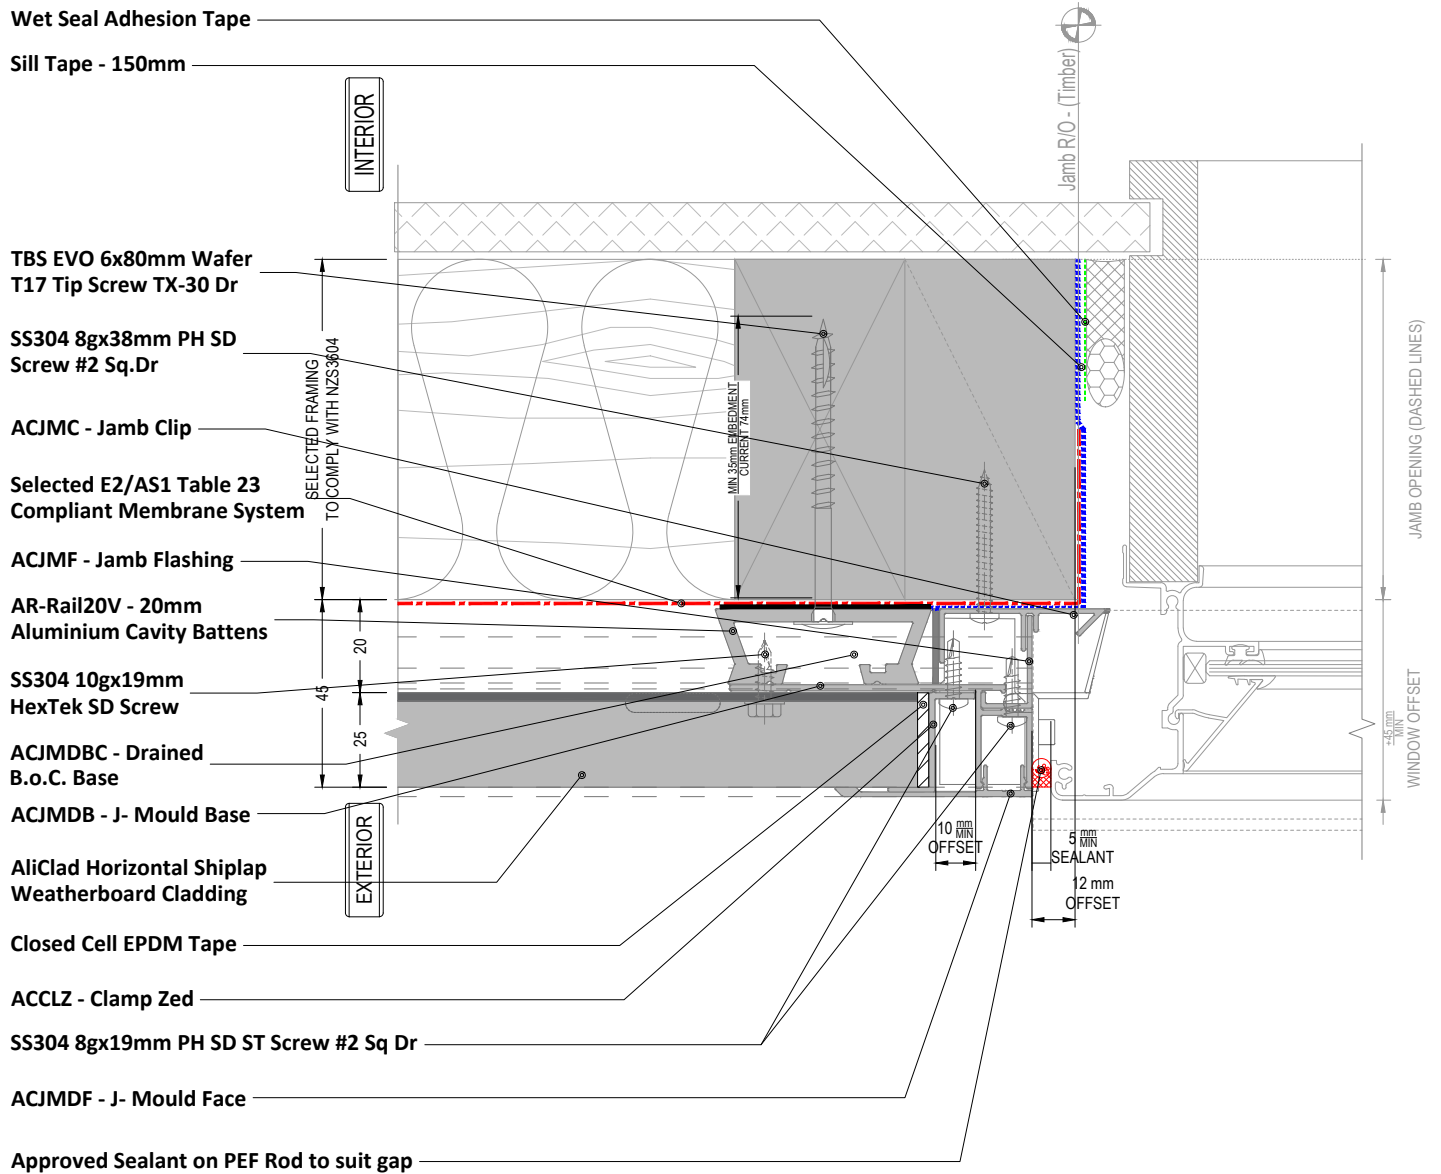 Wet Seal Adhesion Tape
Sill Tape - 150mm
INTERIOR
Jamb R/O - (Timber)
TBS EVO 6x80mm Wafer
T17 Tip Screw TX-30 Dr
SS304 8gx38mm PH SD
Screw #2 Sq.Dr
ACJMC - Jamb Clip
Selected E2/AS1 Table 23
Compliant Membrane System
ACJMF - Jamb Flashing
AR-Rail20V - 20mm
Aluminium Cavity Battens
SS304 10gx19mm
HexTek SD Screw
ACJMDBC - Drained
B.o.C. Base
ACJMDB - J- Mould Base
AliClad Horizontal Shiplap
Weatherboard Cladding
Closed Cell EPDM Tape
ACCLZ - Clamp Zed
SS304 8gx19mm PH SD ST Screw #2 Sq Dr
ACJMDF - J- Mould Face
Approved Sealant on PEF Rod to suit gap
SELECTED FRAMING
TO COMPLY WITH NZS3604
MIN 35mm EMBEDMENT
CURRENT 74mm
20
45
25
EXTERIOR
10 mm MIN
OFFSET
5 mm MIN
SEALANT
12 mm
OFFSET
JAMB OPENING (DASHED LINES)
+45 mm
MIN
WINDOW OFFSET